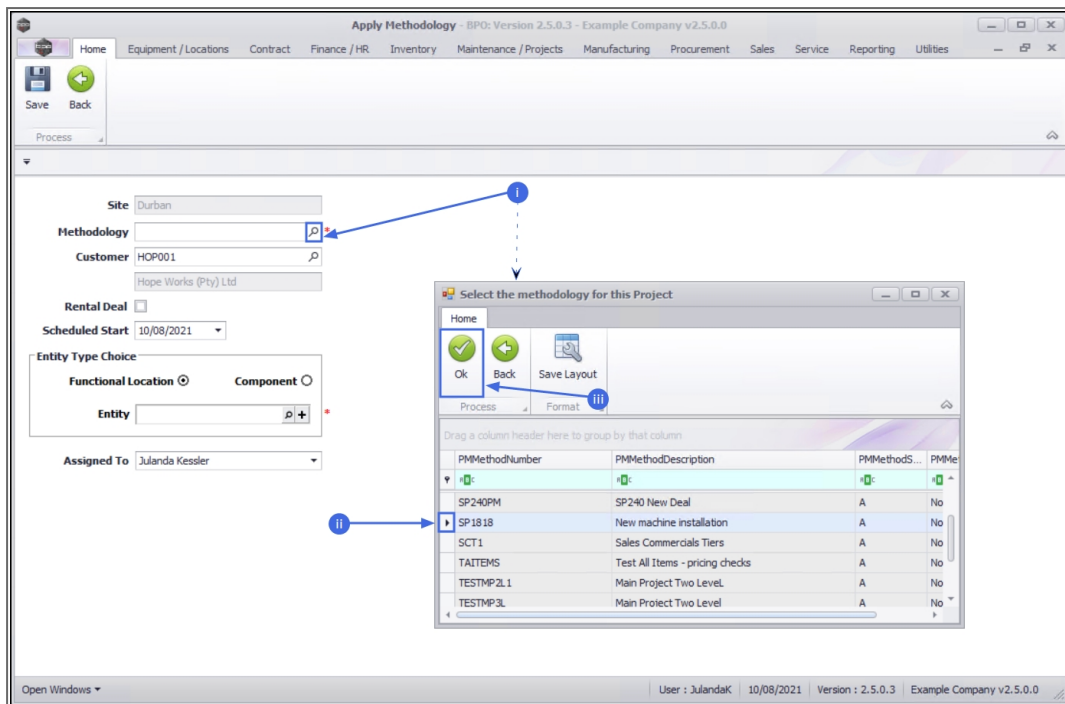 Apply Methodology - BPO: Version 2.5.0.3 - Example Company v2.5.0.0
Home Equipment / Locations Contract Finance / HR Inventory Maintenance / Projects Manufacturing Procurement Sales Service Reporting Utilities
Save Back
Process
Site Durban
i
Methodology *
Customer HOP001
Hope Works (Pty) Ltd
Rental Deal
Scheduled Start 10/08/2021
Entity Type Choice
Functional Location Component
Entity *
Assigned To Julanda Kessler
Select the methodology for this Project
Home
Ok Back Save Layout
iii
Process Format
Drag a column header here to group by that column
PMMethodNumber PMMethodDescription PMMethodS... PMMe
SP240PM SP240 New Deal A No
ii
SP1818 New machine installation A No
SCT1 Sales Commercials Tiers A No
TAITEMS Test All Items - pricing checks A No
TESTMP2L1 Main Project Two LeveL A No
TESTMP3L Main Project Two Level A No
Open Windows User : JulandaK 10/08/2021 Version : 2.5.0.3 Example Company v2.5.0.0